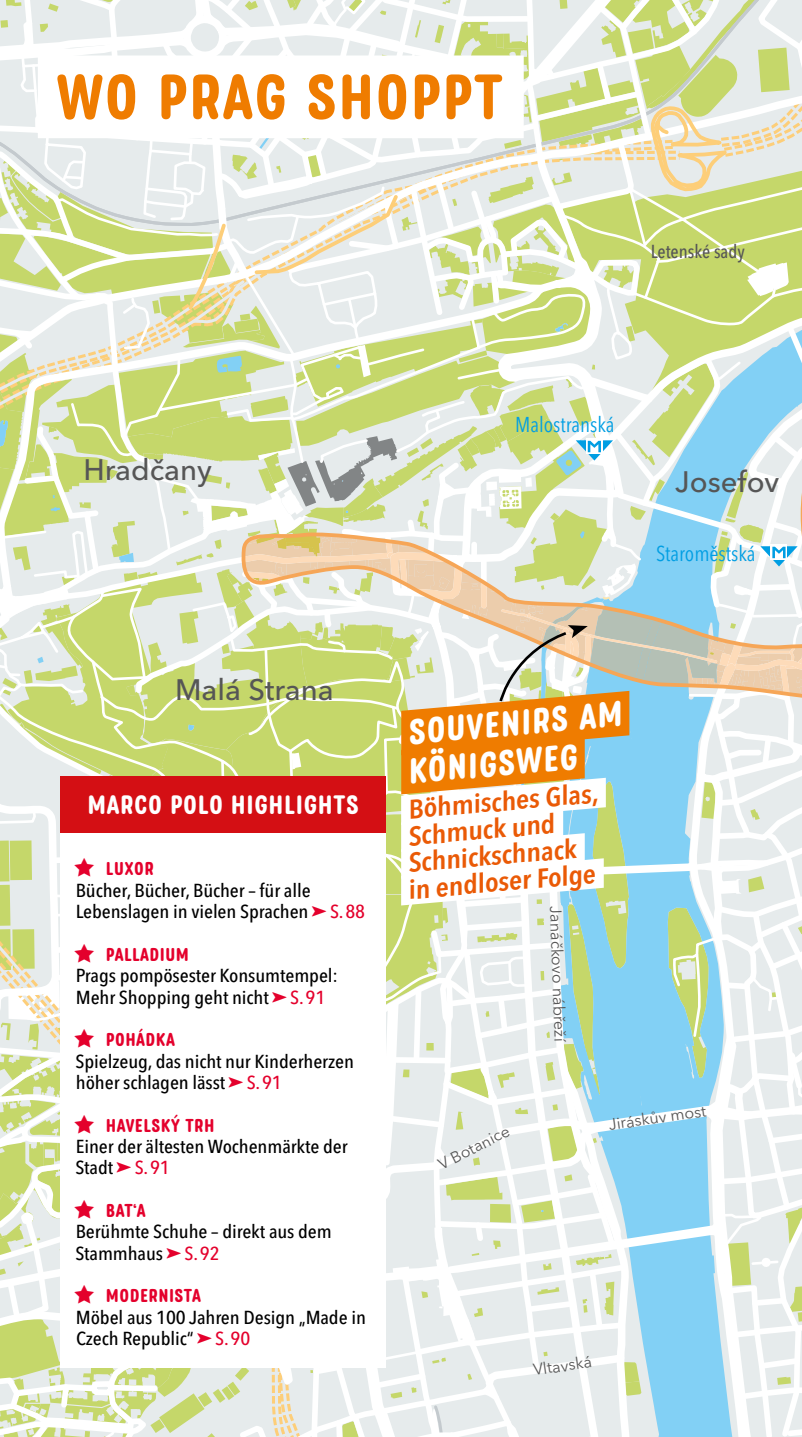 WO PRAG SHOPPT
Letenské sady
Malostranská
M
Hradčany
Josefov
Staroměstská
M
Malá Strana
SOUVENIRS AM
KÖNIGSWEG
Böhmisches Glas,
Schmuck und
Schnickschnack
in endloser Folge
MARCO POLO HIGHLIGHTS
LUXOR
Bücher, Bücher, Bücher – für alle
Lebenslagen in vielen Sprachen ➤ S. 88
PALLADIUM
Prags pompösester Konsumtempel:
Mehr Shopping geht nicht ➤ S. 91
POHÁDKA
Spielzeug, das nicht nur Kinderherzen
höher schlagen lässt ➤ S. 91
HAVELSKÝ TRH
Einer der ältesten Wochenmärkte der
Stadt ➤ S. 91
BAT‘A
Berühmte Schuhe – direkt aus dem
Stammhaus ➤ S. 92
MODERNISTA
Möbel aus 100 Jahren Design „Made in
Czech Republic“ ➤ S. 90
Janáčkovo nábřeží
Jiráskův most
V Botanice
Vltavská